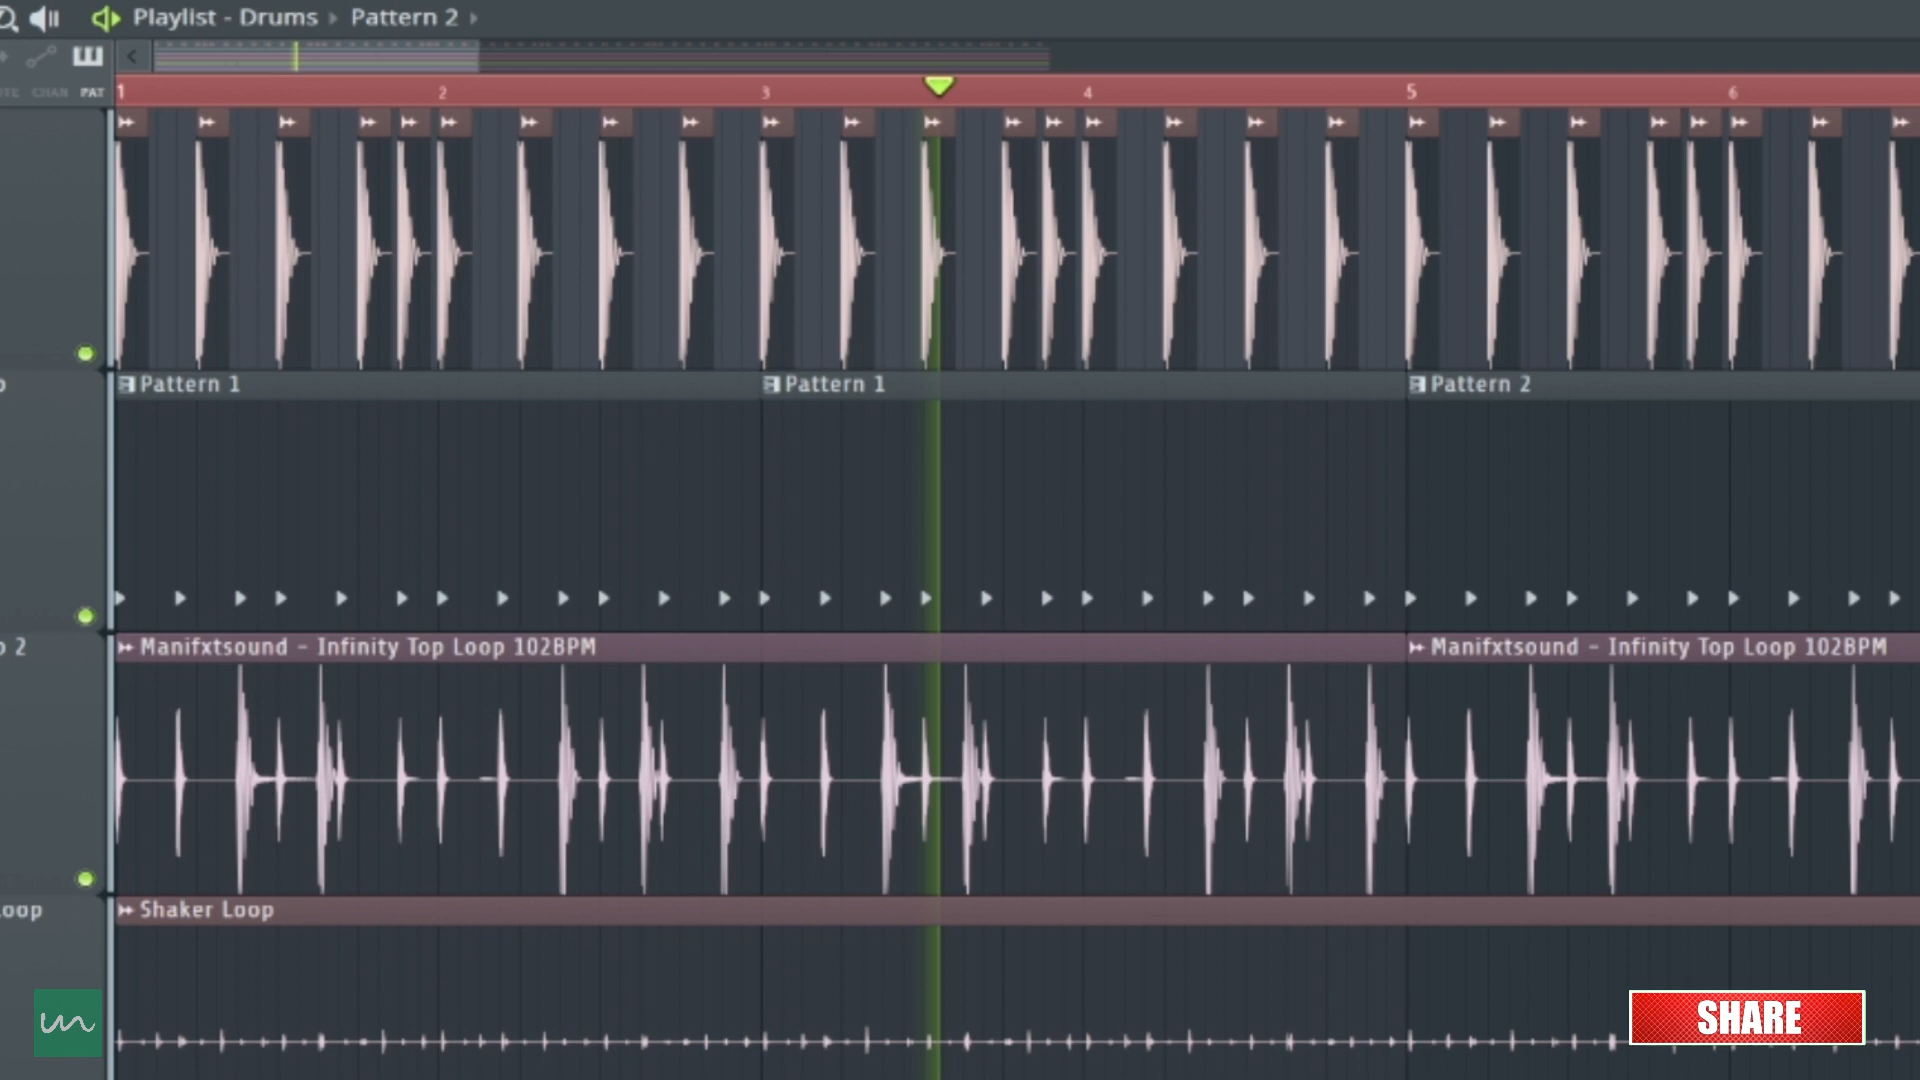 Playlist - Drums Pattern 2
CHAN PAT
1 2 3 4 5 6
Pattern 1 Pattern 1 Pattern 2
2
Manifxtsound - Infinity Top Loop 102BPM Manifxtsound - Infinity Top Loop 102BPM
Shaker Loop
SHARE